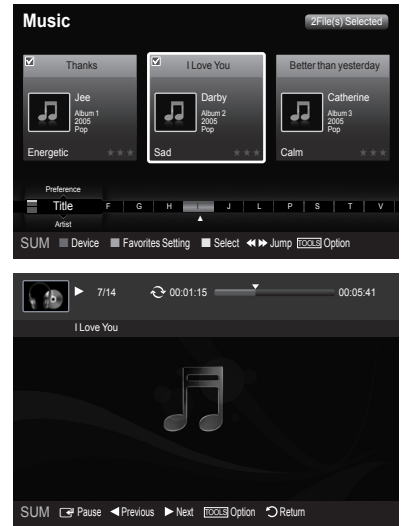 Music
2File(s) Selected
Thanks
I Love You
Better than yesterday
Jee
Album 1
2005
Pop
Darby
Album 2
2005
Pop
Catherine
Album 3
2005
Pop
Energetic
Sad
Calm
Preference
Title F G H I J L P S T V
Artist
SUM Device Favorites Setting Select Jump TOOLS Option
7/14 00:01:15 00:05:41
I Love You
SUM Pause Previous Next TOOLS Option Return